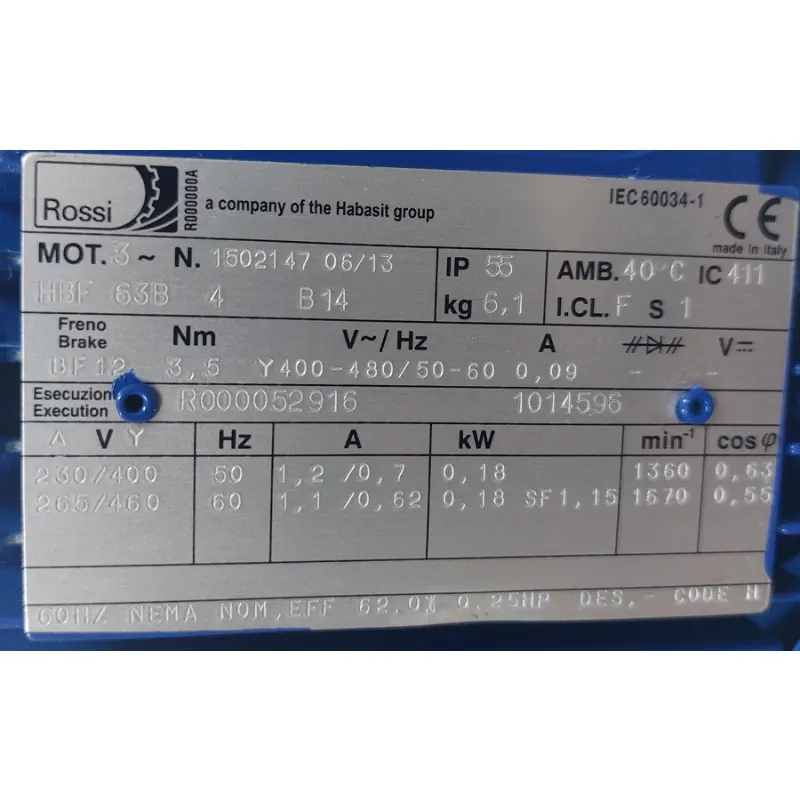 Rossi
R000000A
a company of the Habasit group
IEC 60034-1
CE
made in Italy
MOT. 3 ~ N. 1502147 06/13
IP 55
AMB. 40°C IC 411
HBF 63B 4 B14
kg 6,1
I.CL. F S 1
Freno
Brake
Nm V~/ Hz A V
BF12 3,5 Y400-480/50-60 0,09 - -
Esecuzion
Execution
R000052916 1014596
Δ V Y Hz A kW min⁻¹ cosφ
230/400 50 1,2 /0,7 0,18 1360 0,63
265/460 60 1,1 /0,62 0,18 SF1,15 1670 0,55
60HZ NEMA NOM,EFF 62.0% 0,25HP DES,- CODE